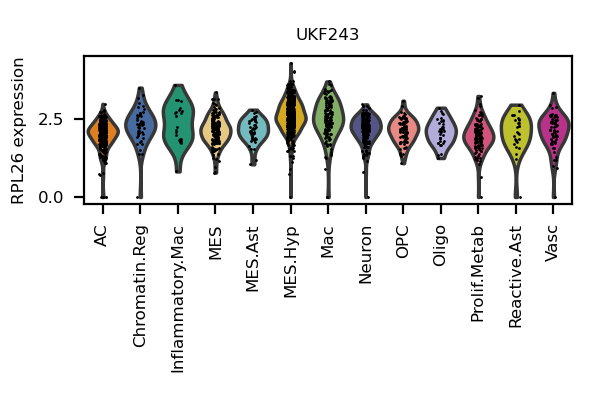 UKF243
RPL26 expression
2.5
0.0
AC
Chromatin.Reg
Inflammatory.Mac
MES
MES.Ast
MES.Hyp
Mac
Neuron
OPC
Oligo
Prolif.Metab
Reactive.Ast
Vasc